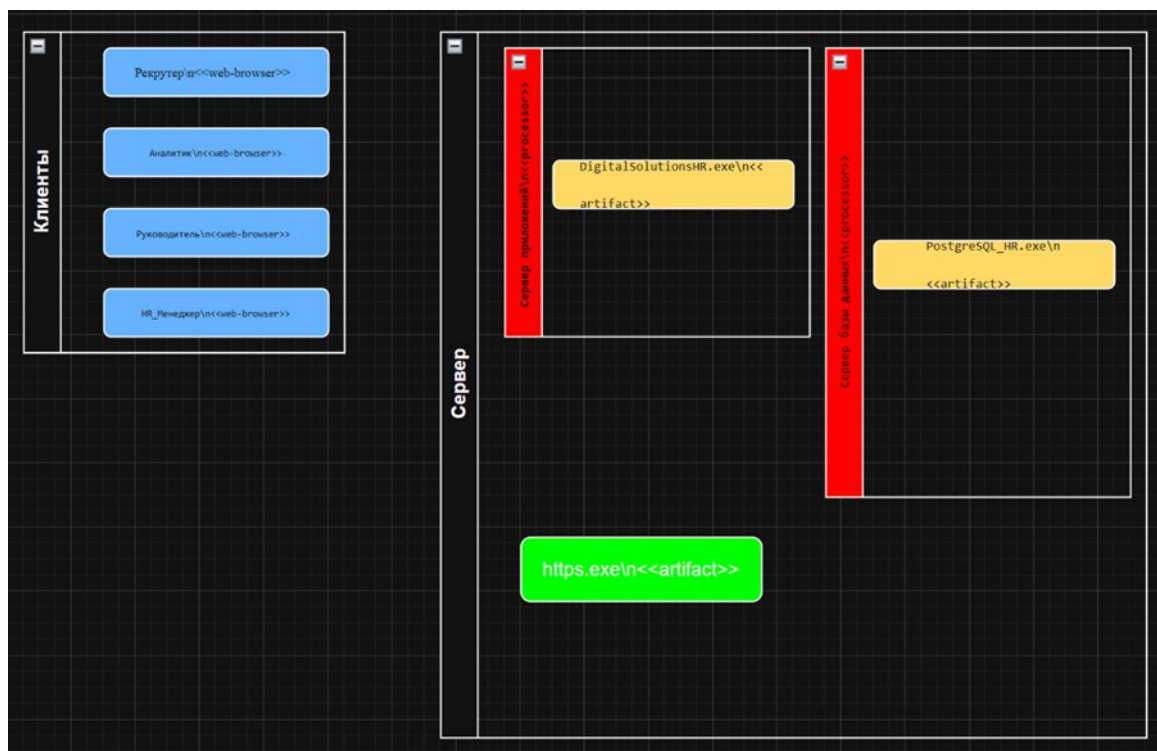 Клиенты
Рекрутер\n<<web-browser>>
Аналитик\n<<web-browser>>
Руководитель\n<<web-browser>>
HR_Менеджер\n<<web-browser>>
Сервер
Сервер приложений\n<<processor>>
DigitalSolutionsHR.exe\n<<
artifact>>
Сервер базы данных\n<<processor>>
PostgreSQL_HR.exe\n
<<artifact>>
https.exe\n<<artifact>>